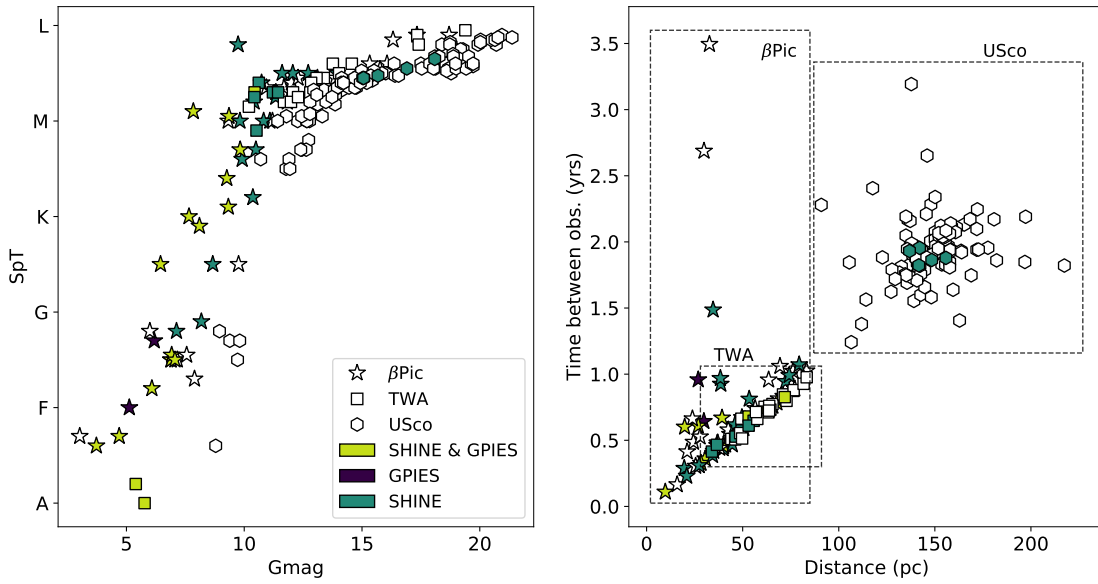 L
M
K
G
F
A
SpT
5
10
15
20
Gmag
βPic
TWA
USco
SHINE & GPIES
GPIES
SHINE
3.5
3.0
2.5
2.0
1.5
1.0
0.5
0.0
Time between obs. (yrs)
βPic
USco
TWA
0
50
100
150
200
Distance (pc)